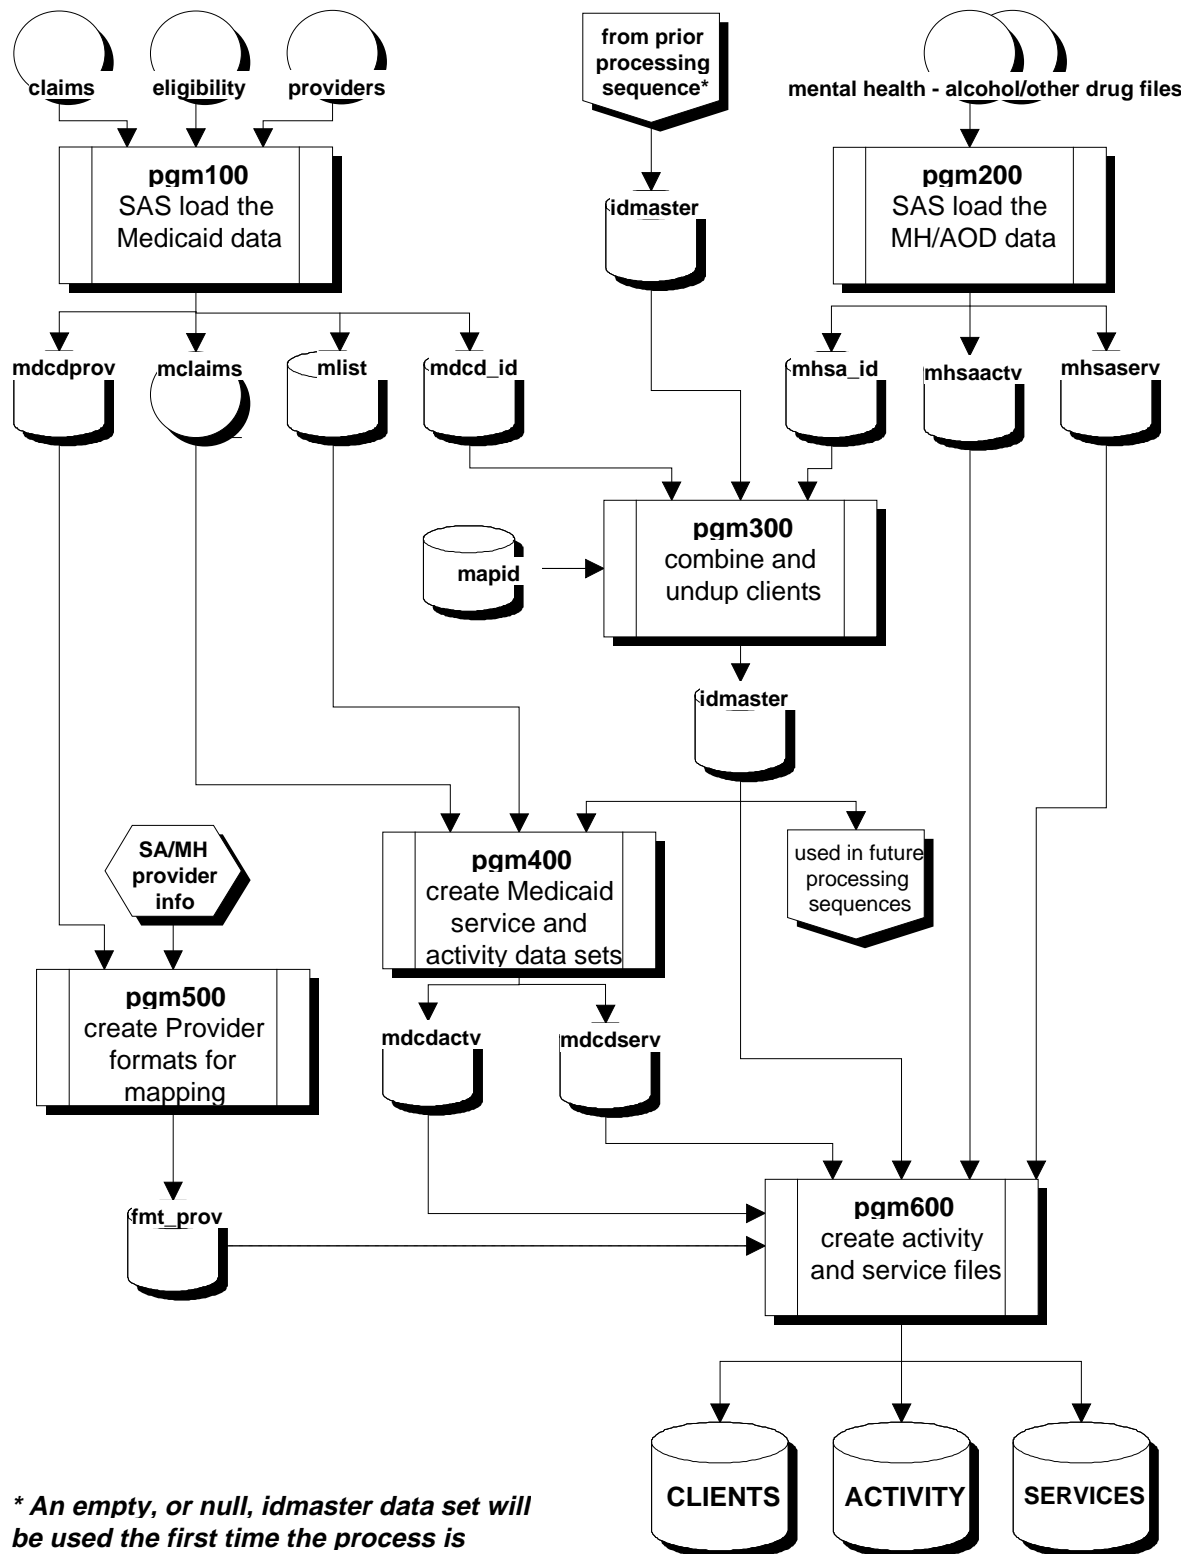 claims
eligibility
providers
from prior
processing
sequence*
mental health - alcohol/other drug files
pgm100
SAS load the
Medicaid data
idmaster
pgm200
SAS load the
MH/AOD data
mdcdprov
mclaims
mlist
mdcd_id
mhsa_id
mhsaactv
mhsaserv
mapid
pgm300
combine and
undup clients
idmaster
SA/MH
provider
info
pgm400
create Medicaid
service and
activity data sets
used in future
processing
sequences
pgm500
create Provider
formats for
mapping
mdcdactv
mdcdserv
fmt_prov
pgm600
create activity
and service files
CLIENTS
ACTIVITY
SERVICES
* An empty, or null, idmaster data set will
be used the first time the process is